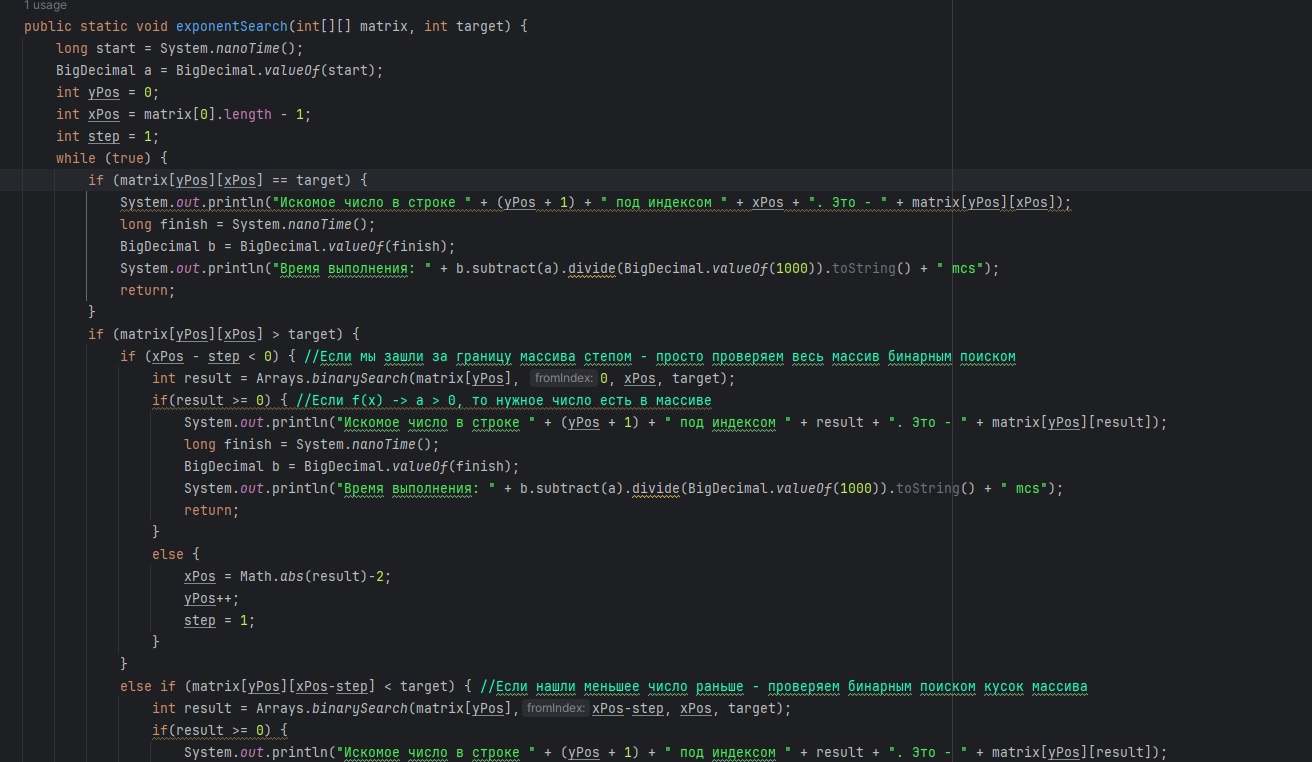 1 usage
public static void exponentSearch(int[][] matrix, int target) {
long start = System.nanoTime();
BigDecimal a = BigDecimal.valueOf(start);
int yPos = 0;
int xPos = matrix[0].length - 1;
int step = 1;
while (true) {
if (matrix[yPos][xPos] == target) {
System.out.println("Искомое число в строке " + (yPos + 1) + " под индексом " + xPos + ". Это - " + matrix[yPos][xPos]);
long finish = System.nanoTime();
BigDecimal b = BigDecimal.valueOf(finish);
System.out.println("Время выполнения: " + b.subtract(a).divide(BigDecimal.valueOf(1000)).toString() + " mcs");
return;
}
if (matrix[yPos][xPos] > target) {
if (xPos - step < 0) { //Если мы зашли за границу массива степом - просто проверяем весь массив бинарным поиском
int result = Arrays.binarySearch(matrix[yPos], fromIndex: 0, xPos, target);
if(result >= 0) { //Если f(x) -> a > 0, то нужное число есть в массиве
System.out.println("Искомое число в строке " + (yPos + 1) + " под индексом " + result + ". Это - " + matrix[yPos][result]);
long finish = System.nanoTime();
BigDecimal b = BigDecimal.valueOf(finish);
System.out.println("Время выполнения: " + b.subtract(a).divide(BigDecimal.valueOf(1000)).toString() + " mcs");
return;
}
else {
xPos = Math.abs(result)-2;
yPos++;
step = 1;
}
}
else if (matrix[yPos][xPos-step] < target) { //Если нашли меньшее число раньше - проверяем бинарным поиском кусок массива
int result = Arrays.binarySearch(matrix[yPos], fromIndex: xPos-step, xPos, target);
if(result >= 0) {
System.out.println("Искомое число в строке " + (yPos + 1) + " под индексом " + result + ". Это - " + matrix[yPos][result]);